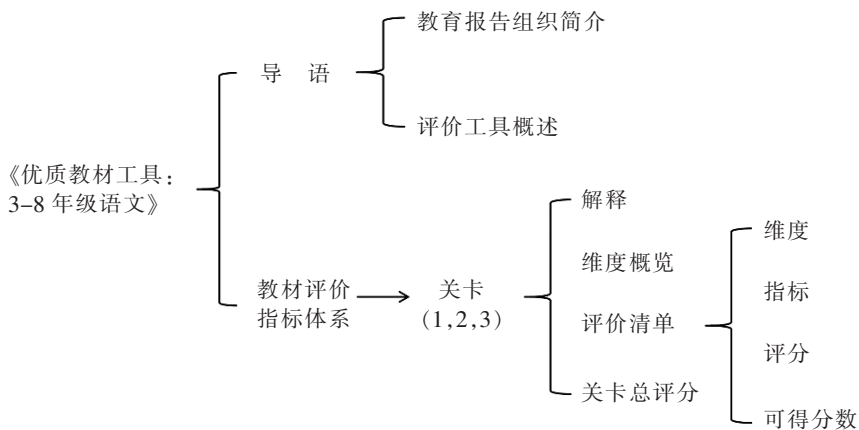 教育报告组织简介
导 语
评价工具概述
《优质教材工具：
3–8 年级语文》
解释
维度
维度概览
教材评价
指标体系
关卡
(1,2,3)
指标
评价清单
评分
关卡总评分
可得分数